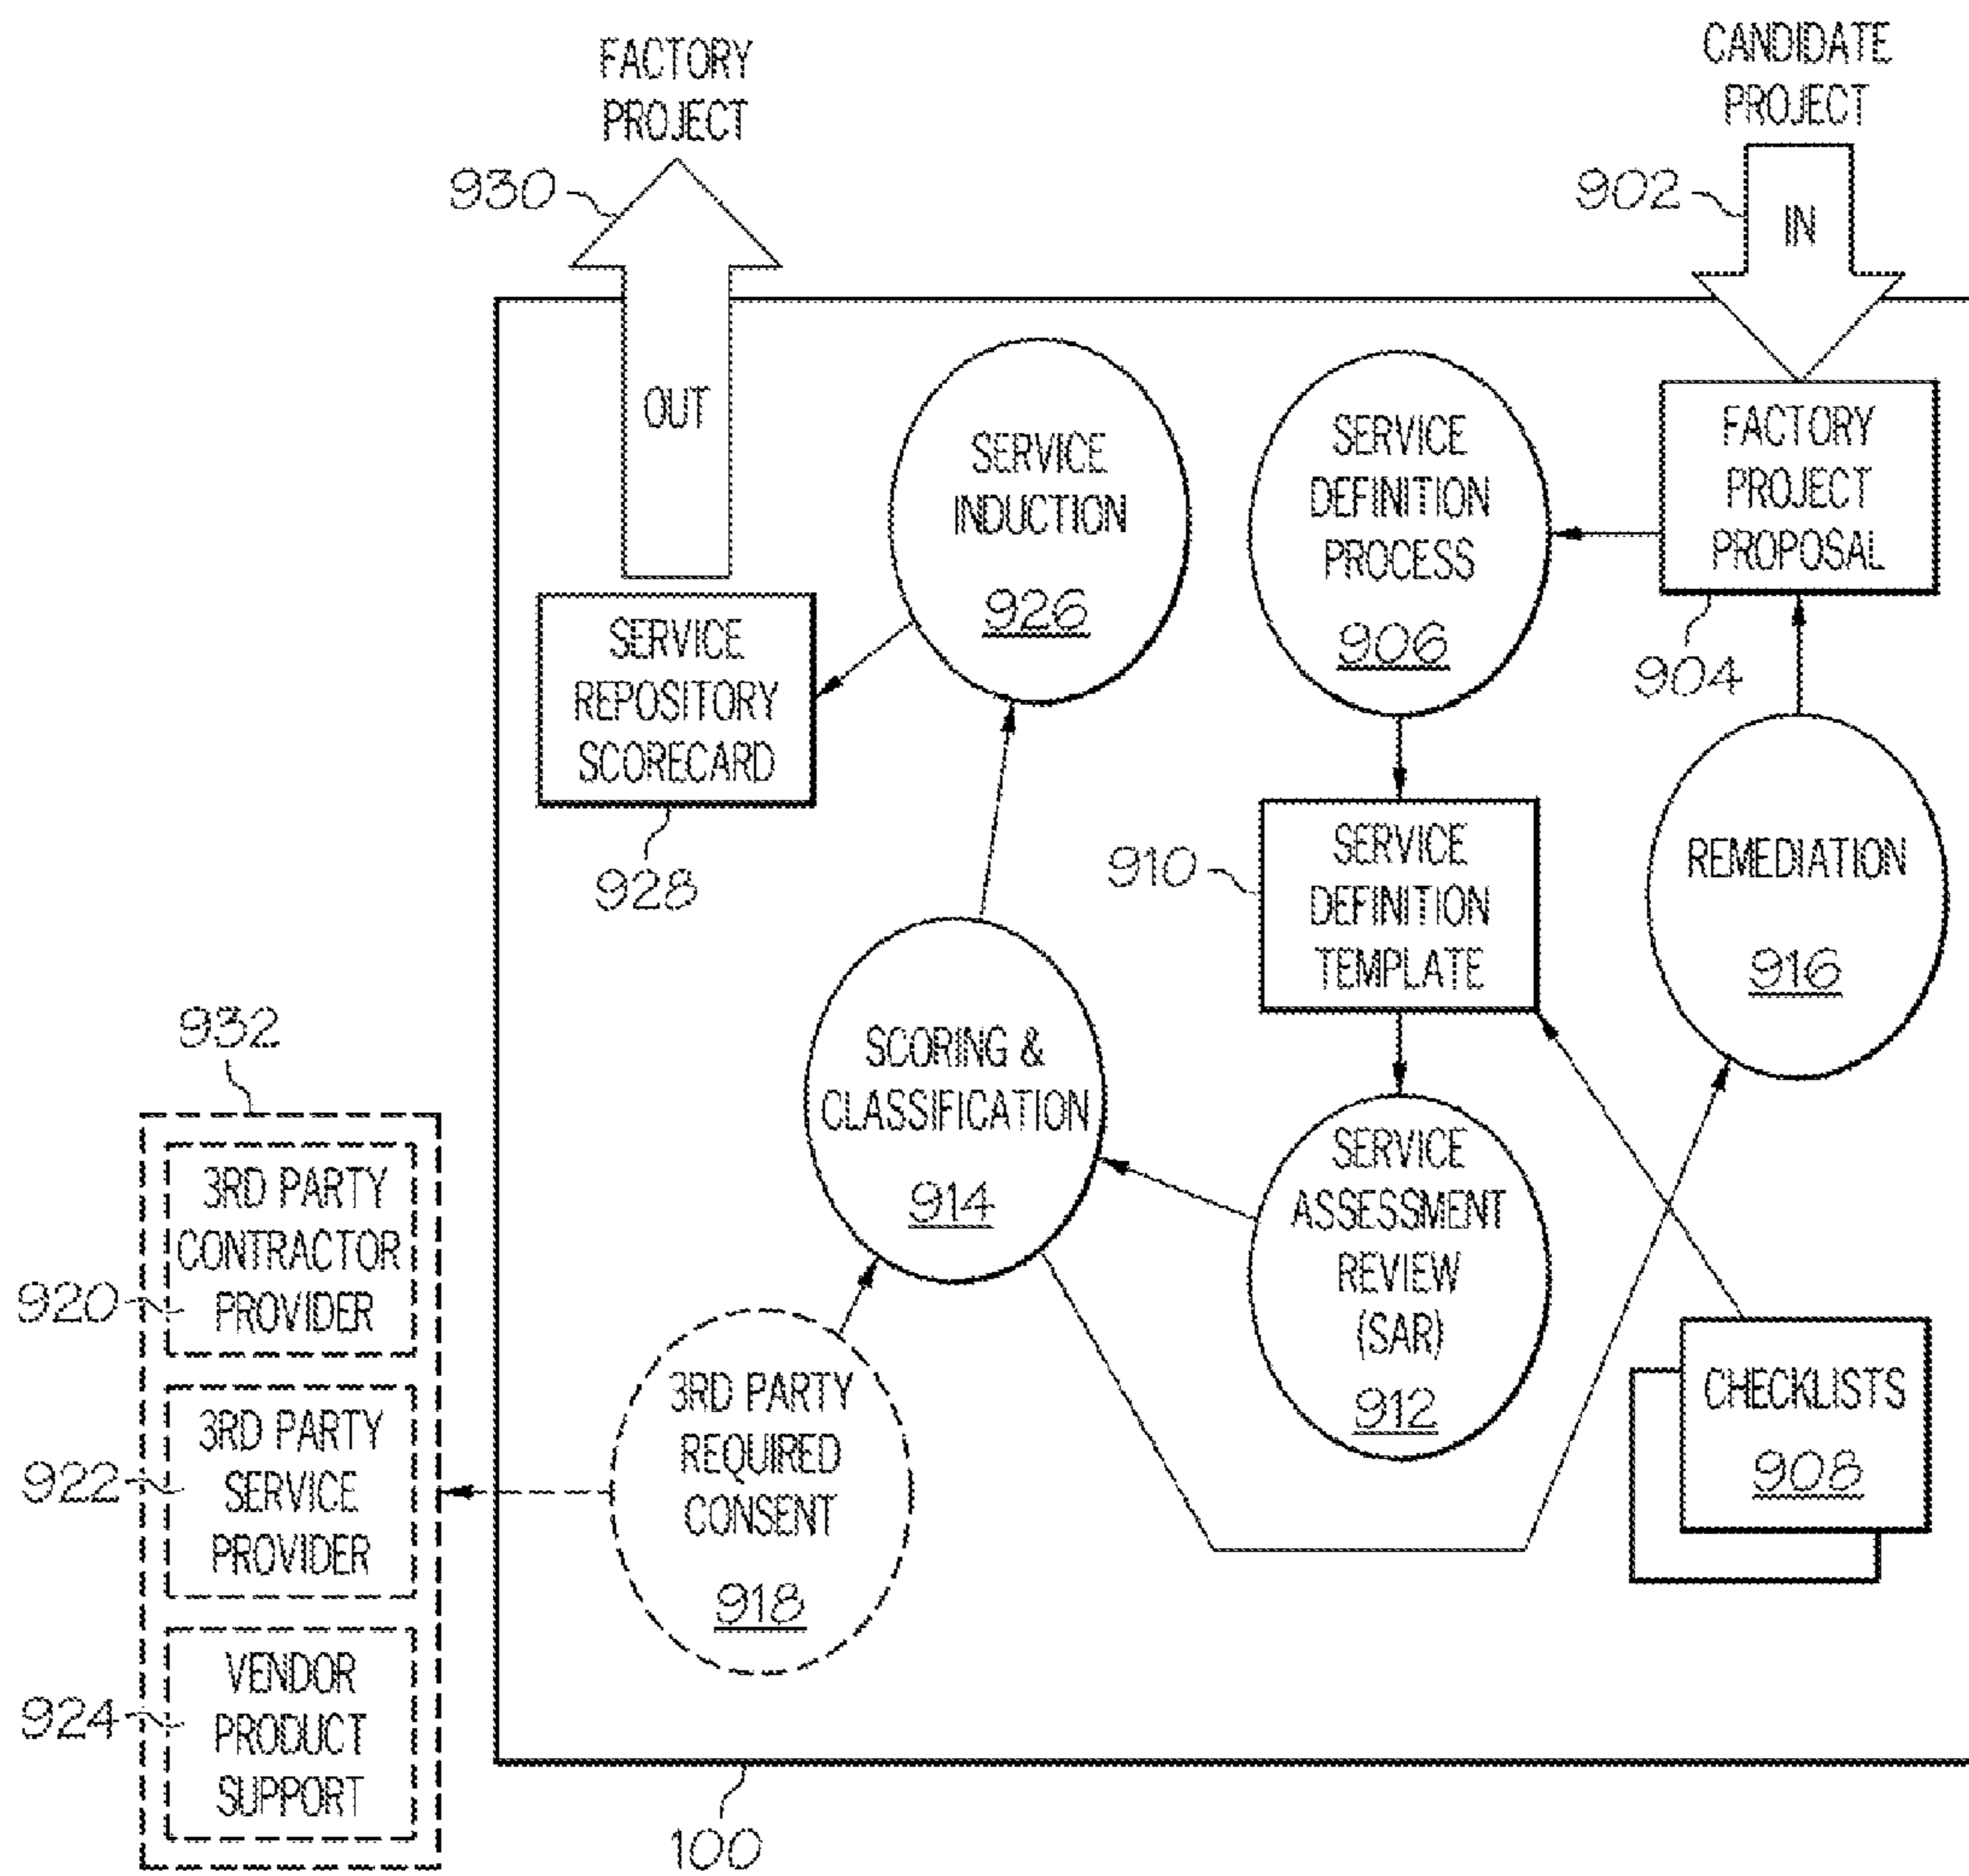 FACTORY
PROJECT
CANDIDATE
PROJECT
930
902
IN
OUT
SERVICE
INDUCTION
926
SERVICE
DEFINITION
PROCESS
906
FACTORY
PROJECT
PROPOSAL
904
SERVICE
REPOSITORY
SCORECARD
928
910
SERVICE
DEFINITION
TEMPLATE
REMEDIATION
916
932
SCORING &
CLASSIFICATION
914
SERVICE
ASSESSMENT
REVIEW
(SAR)
912
3RD PARTY
CONTRACTOR
PROVIDER
920
3RD PARTY
REQUIRED
CONSENT
918
CHECKLISTS
908
3RD PARTY
SERVICE
PROVIDER
922
VENDOR
PRODUCT
SUPPORT
924
100